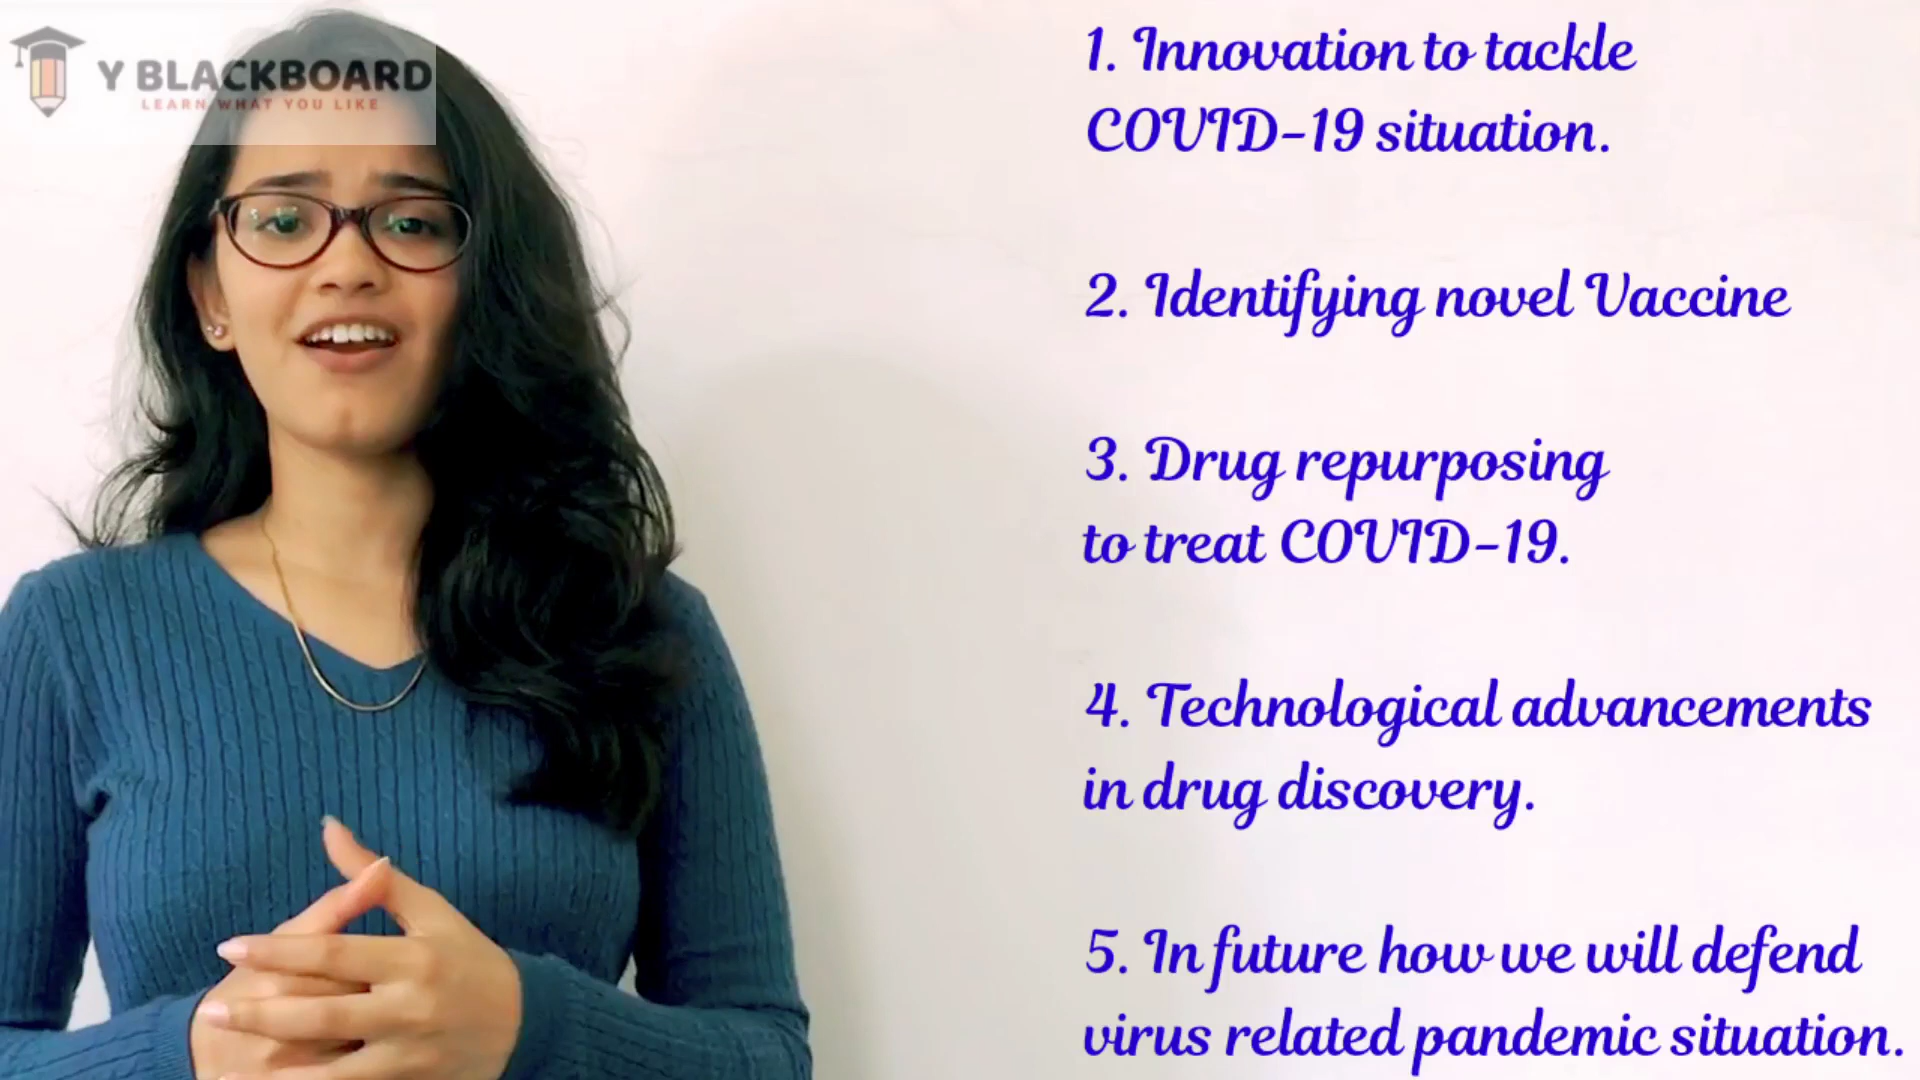 Y BLACKBOARD
LEARN WHAT YOU LIKE
1. Innovation to tackle
COVID-19 situation.
2. Identifying novel Vaccine
3. Drug repurposing
to treat COVID-19.
4. Technological advancements
in drug discovery.
5. In future how we will defend
virus related pandemic situation.